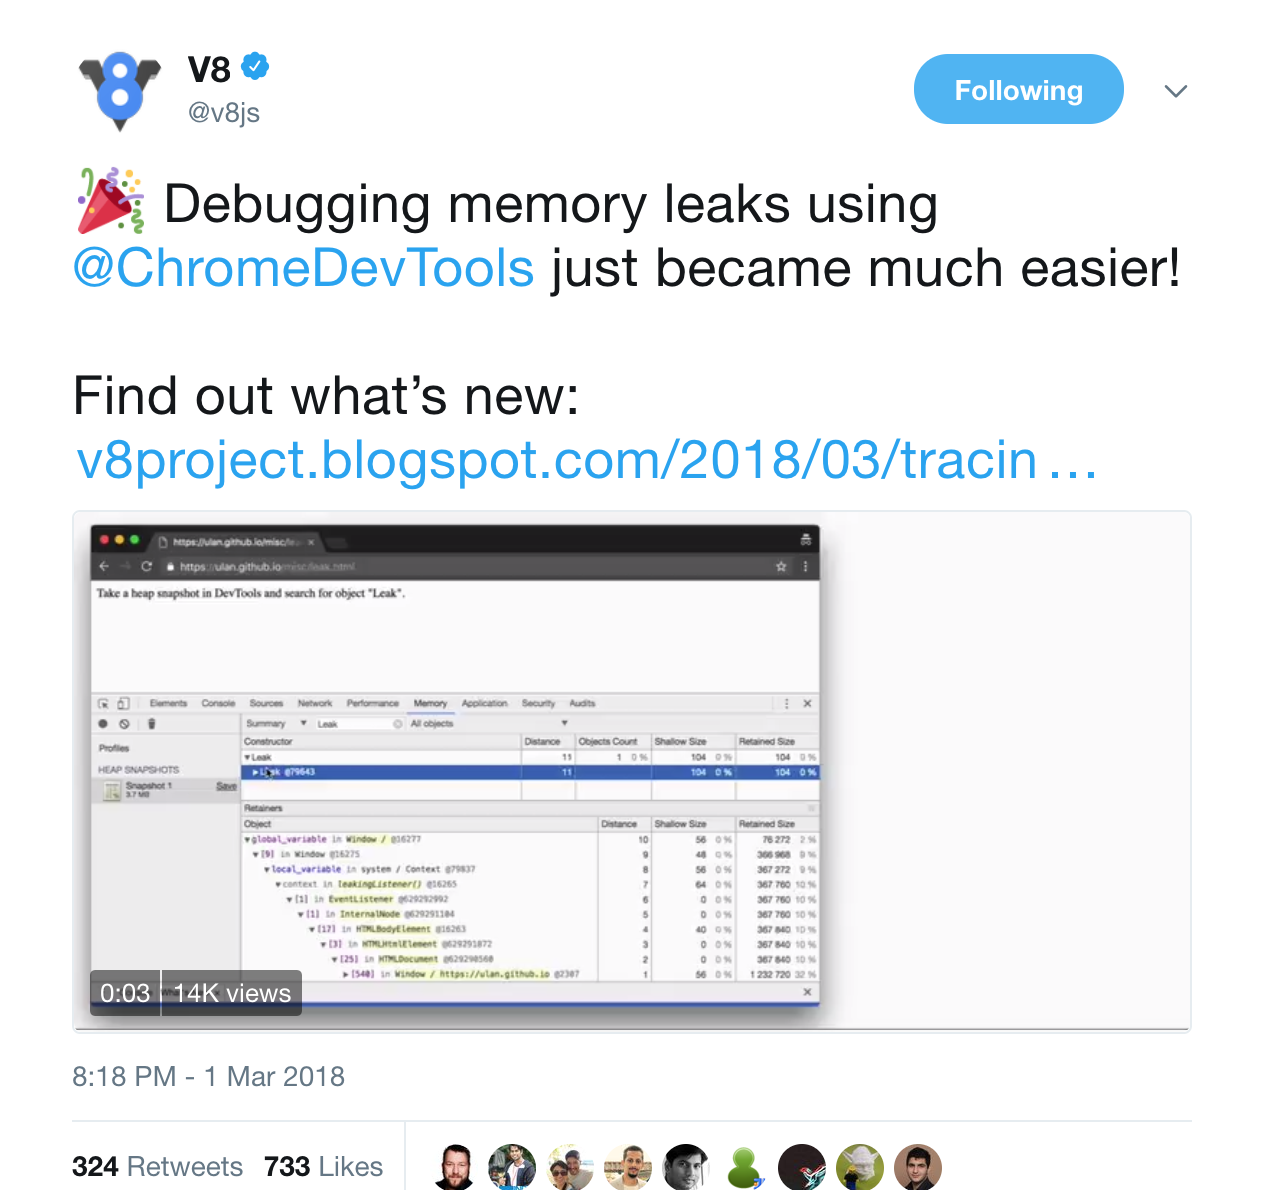 V8
@v8js
Following
🎉 Debugging memory leaks using
@ChromeDevTools just became much easier!
Find out what’s new:
v8project.blogspot.com/2018/03/tracin…
https://ulan.github.io/misc/le
https://ulan.github.io/misc/leak.html
Take a heap snapshot in DevTools and search for object "Leak".
Elements Console Sources Network Performance Memory Application Security Audits
Summary ▼ Leak All objects ▼
Profiles
Constructor Distance Objects Count Shallow Size Retained Size
▼Leak 11 1 0 % 104 0 % 104 0 %
HEAP SNAPSHOTS
▶Leak @79643 11 104 0 % 104 0 %
Snapshot 1 Save
3.7 MB
Retainers
Object Distance Shallow Size Retained Size
▼global_variable in Window / @16277 10 56 0 % 76 272 2 %
▼[9] in Window @16275 9 48 0 % 366 968 9 %
▼local_variable in system / Context @79837 8 56 0 % 367 272 9 %
▼context in leakingListener() @16265 7 64 0 % 367 760 10 %
▼[1] in EventListener @629292992 6 0 0 % 367 760 10 %
▼[1] in InternalNode @629291184 5 0 0 % 367 760 10 %
▼[17] in HTMLBodyElement @16263 4 40 0 % 367 840 10 %
▼[3] in HTMLHtmlElement @629291872 3 0 0 % 367 840 10 %
▼[25] in HTMLDocument @629290560 2 0 0 % 367 840 10 %
▶[540] in Window / https://ulan.github.io @2307 1 56 0 % 1 232 720 32 %
0:03 14K views
8:18 PM - 1 Mar 2018
324 Retweets 733 Likes